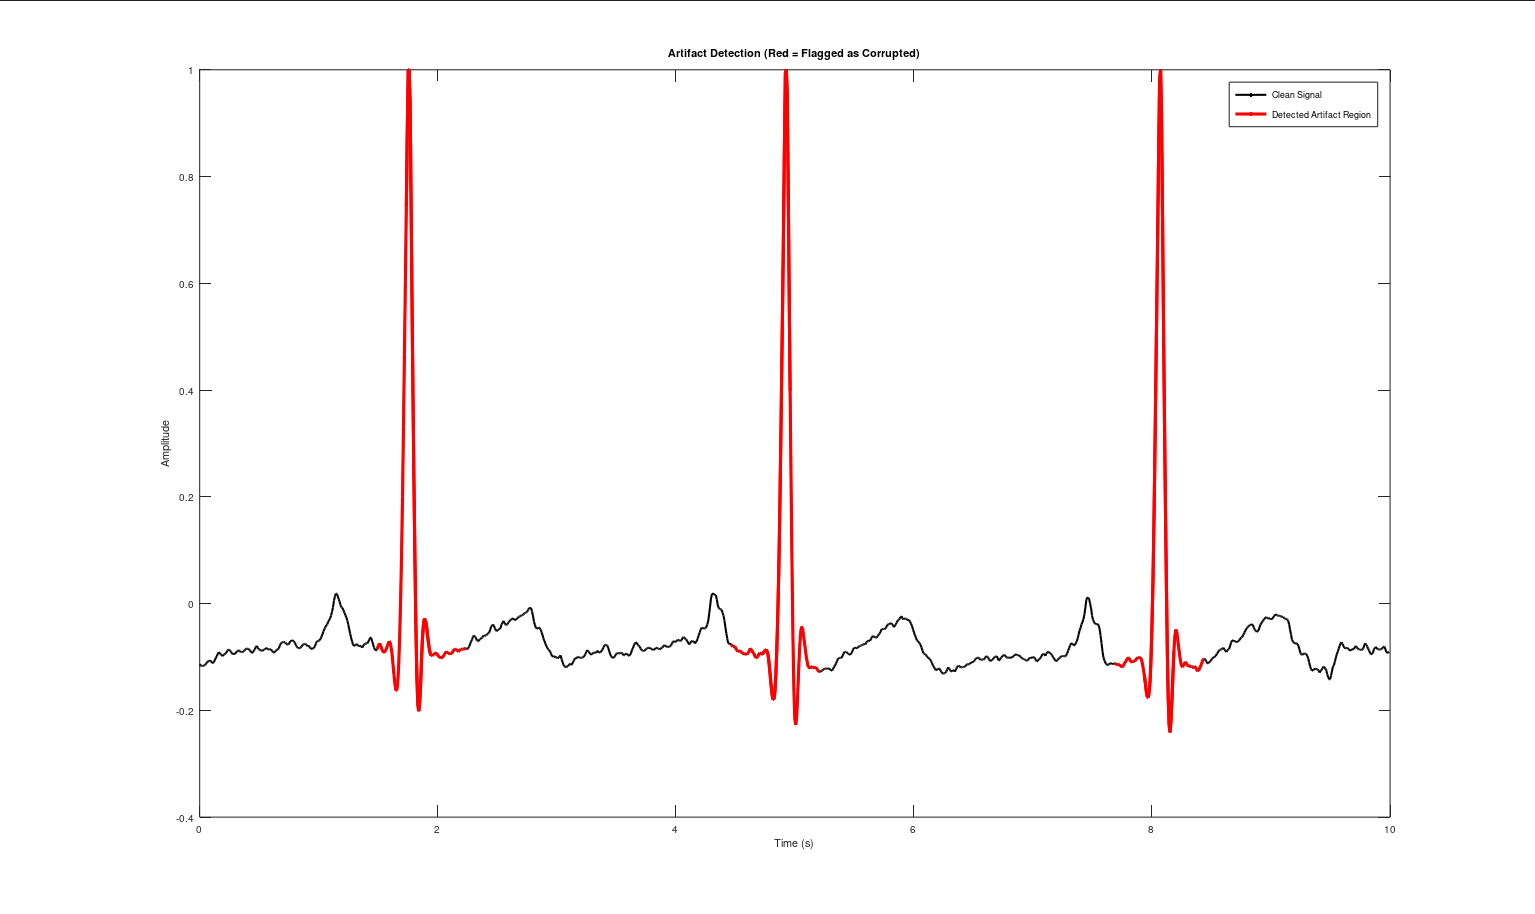 Artifact Detection (Red = Flagged as Corrupted)
Clean Signal
Detected Artifact Region
1
0.8
0.6
0.4
0.2
0
-0.2
-0.4
Amplitude
0 2 4 6 8 10
Time (s)